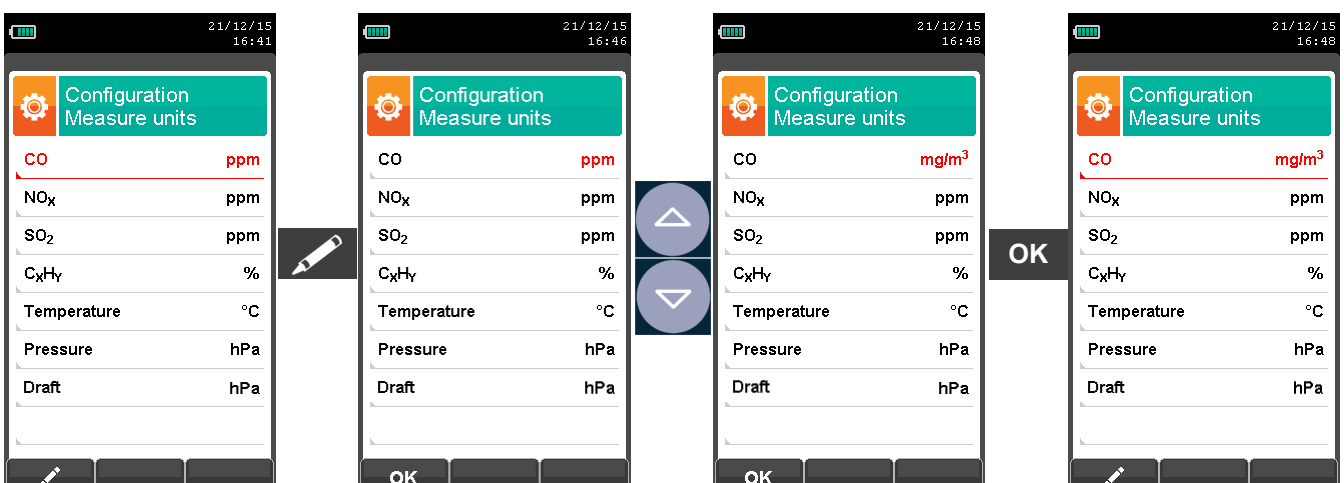 21/12/15
16:41
Configuration
Measure units
CO ppm
NOX ppm
SO2 ppm
CXHY %
Temperature °C
Pressure hPa
Draft hPa
21/12/15
16:46
Configuration
Measure units
CO ppm
NOX ppm
SO2 ppm
CXHY %
Temperature °C
Pressure hPa
Draft hPa
OK
21/12/15
16:48
Configuration
Measure units
CO mg/m³
NOX ppm
SO2 ppm
CXHY %
Temperature °C
Pressure hPa
Draft hPa
OK
OK
21/12/15
16:48
Configuration
Measure units
CO mg/m³
NOX ppm
SO2 ppm
CXHY %
Temperature °C
Pressure hPa
Draft hPa